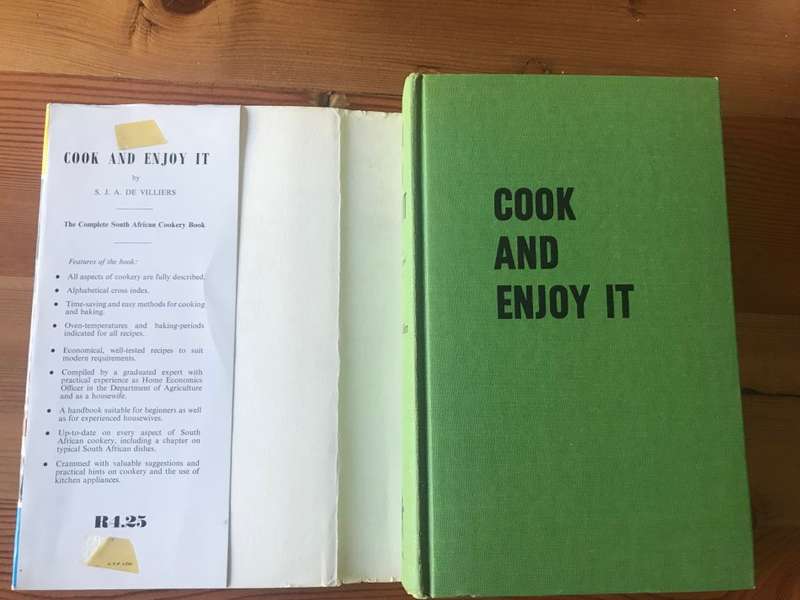 COOK AND ENJOY IT
by
S. J. A. DE VILLIERS
The Complete South African Cookery Book
Features of the book:
• All aspects of cookery are fully described.
• Alphabetical cross index.
• Time-saving and easy methods for cooking
and baking.
• Oven-temperatures and baking-periods
indicated for all recipes.
• Economical, well-tested recipes to suit
modern requirements.
• Compiled by a graduated expert with
practical experience as Home Economics
Officer in the Department of Agriculture
and as a housewife.
• A handbook suitable for beginners as well
as for experienced housewives.
• Up-to-date on every aspect of South
African cookery, including a chapter on
typical South African dishes.
• Crammed with valuable suggestions and
practical hints on cookery and the use of
kitchen appliances.
R4.25
COOK
AND
ENJOY IT